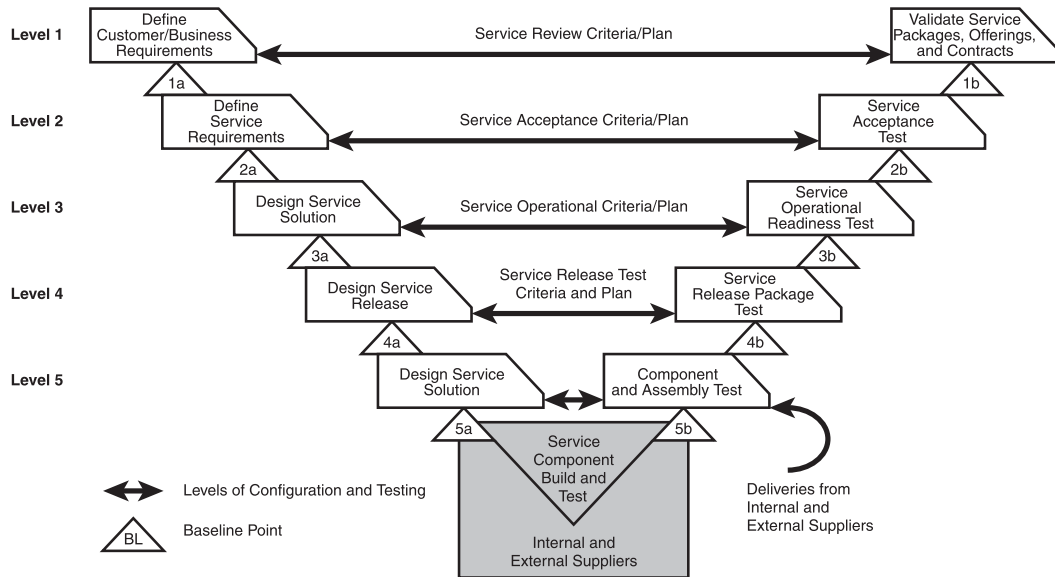 Level 1
Define
Customer/Business
Requirements
Service Review Criteria/Plan
Validate Service
Packages, Offerings,
and Contracts
1a
1b
Level 2
Define
Service
Requirements
Service Acceptance Criteria/Plan
Service
Acceptance
Test
2a
2b
Level 3
Design Service
Solution
Service Operational Criteria/Plan
Service
Operational
Readiness Test
3a
3b
Level 4
Design Service
Release
Service Release Test
Criteria and Plan
Service
Release Package
Test
4a
4b
Level 5
Design Service
Solution
Component
and Assembly Test
5a
5b
Service
Component
Build and
Test
Internal and
External Suppliers
Deliveries from
Internal and
External Suppliers
Levels of Configuration and Testing
BL
Baseline Point